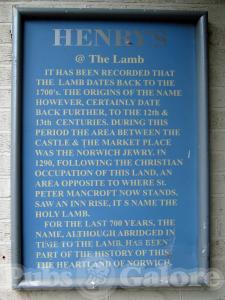 HENRY'S
@ The Lamb
IT HAS BEEN RECORDED THAT
THE LAMB DATES BACK TO THE
1700's. THE ORIGINS OF THE NAME
HOWEVER, CERTAINLY DATE
BACK FURTHER, TO THE 12th &
13th CENTURIES. DURING THIS
PERIOD THE AREA BETWEEN THE
CASTLE & THE MARKET PLACE
WAS THE NORWICH JEWRY. IN
1290, FOLLOWING THE CHRISTIAN
OCCUPATION OF THIS LAND, AN
AREA OPPOSITE TO WHERE St.
PETER MANCROFT NOW STANDS,
SAW AN INN RISE, IT S NAME THE
HOLY LAMB.
FOR THE LAST 700 YEARS, THE
NAME, ALTHOUGH ABRIDGED IN
TIME TO THE LAMB, HAS BEEN
PART OF THE HISTORY OF THIS
THE HEARTLAND OF NORWICH.
Pubs Galore